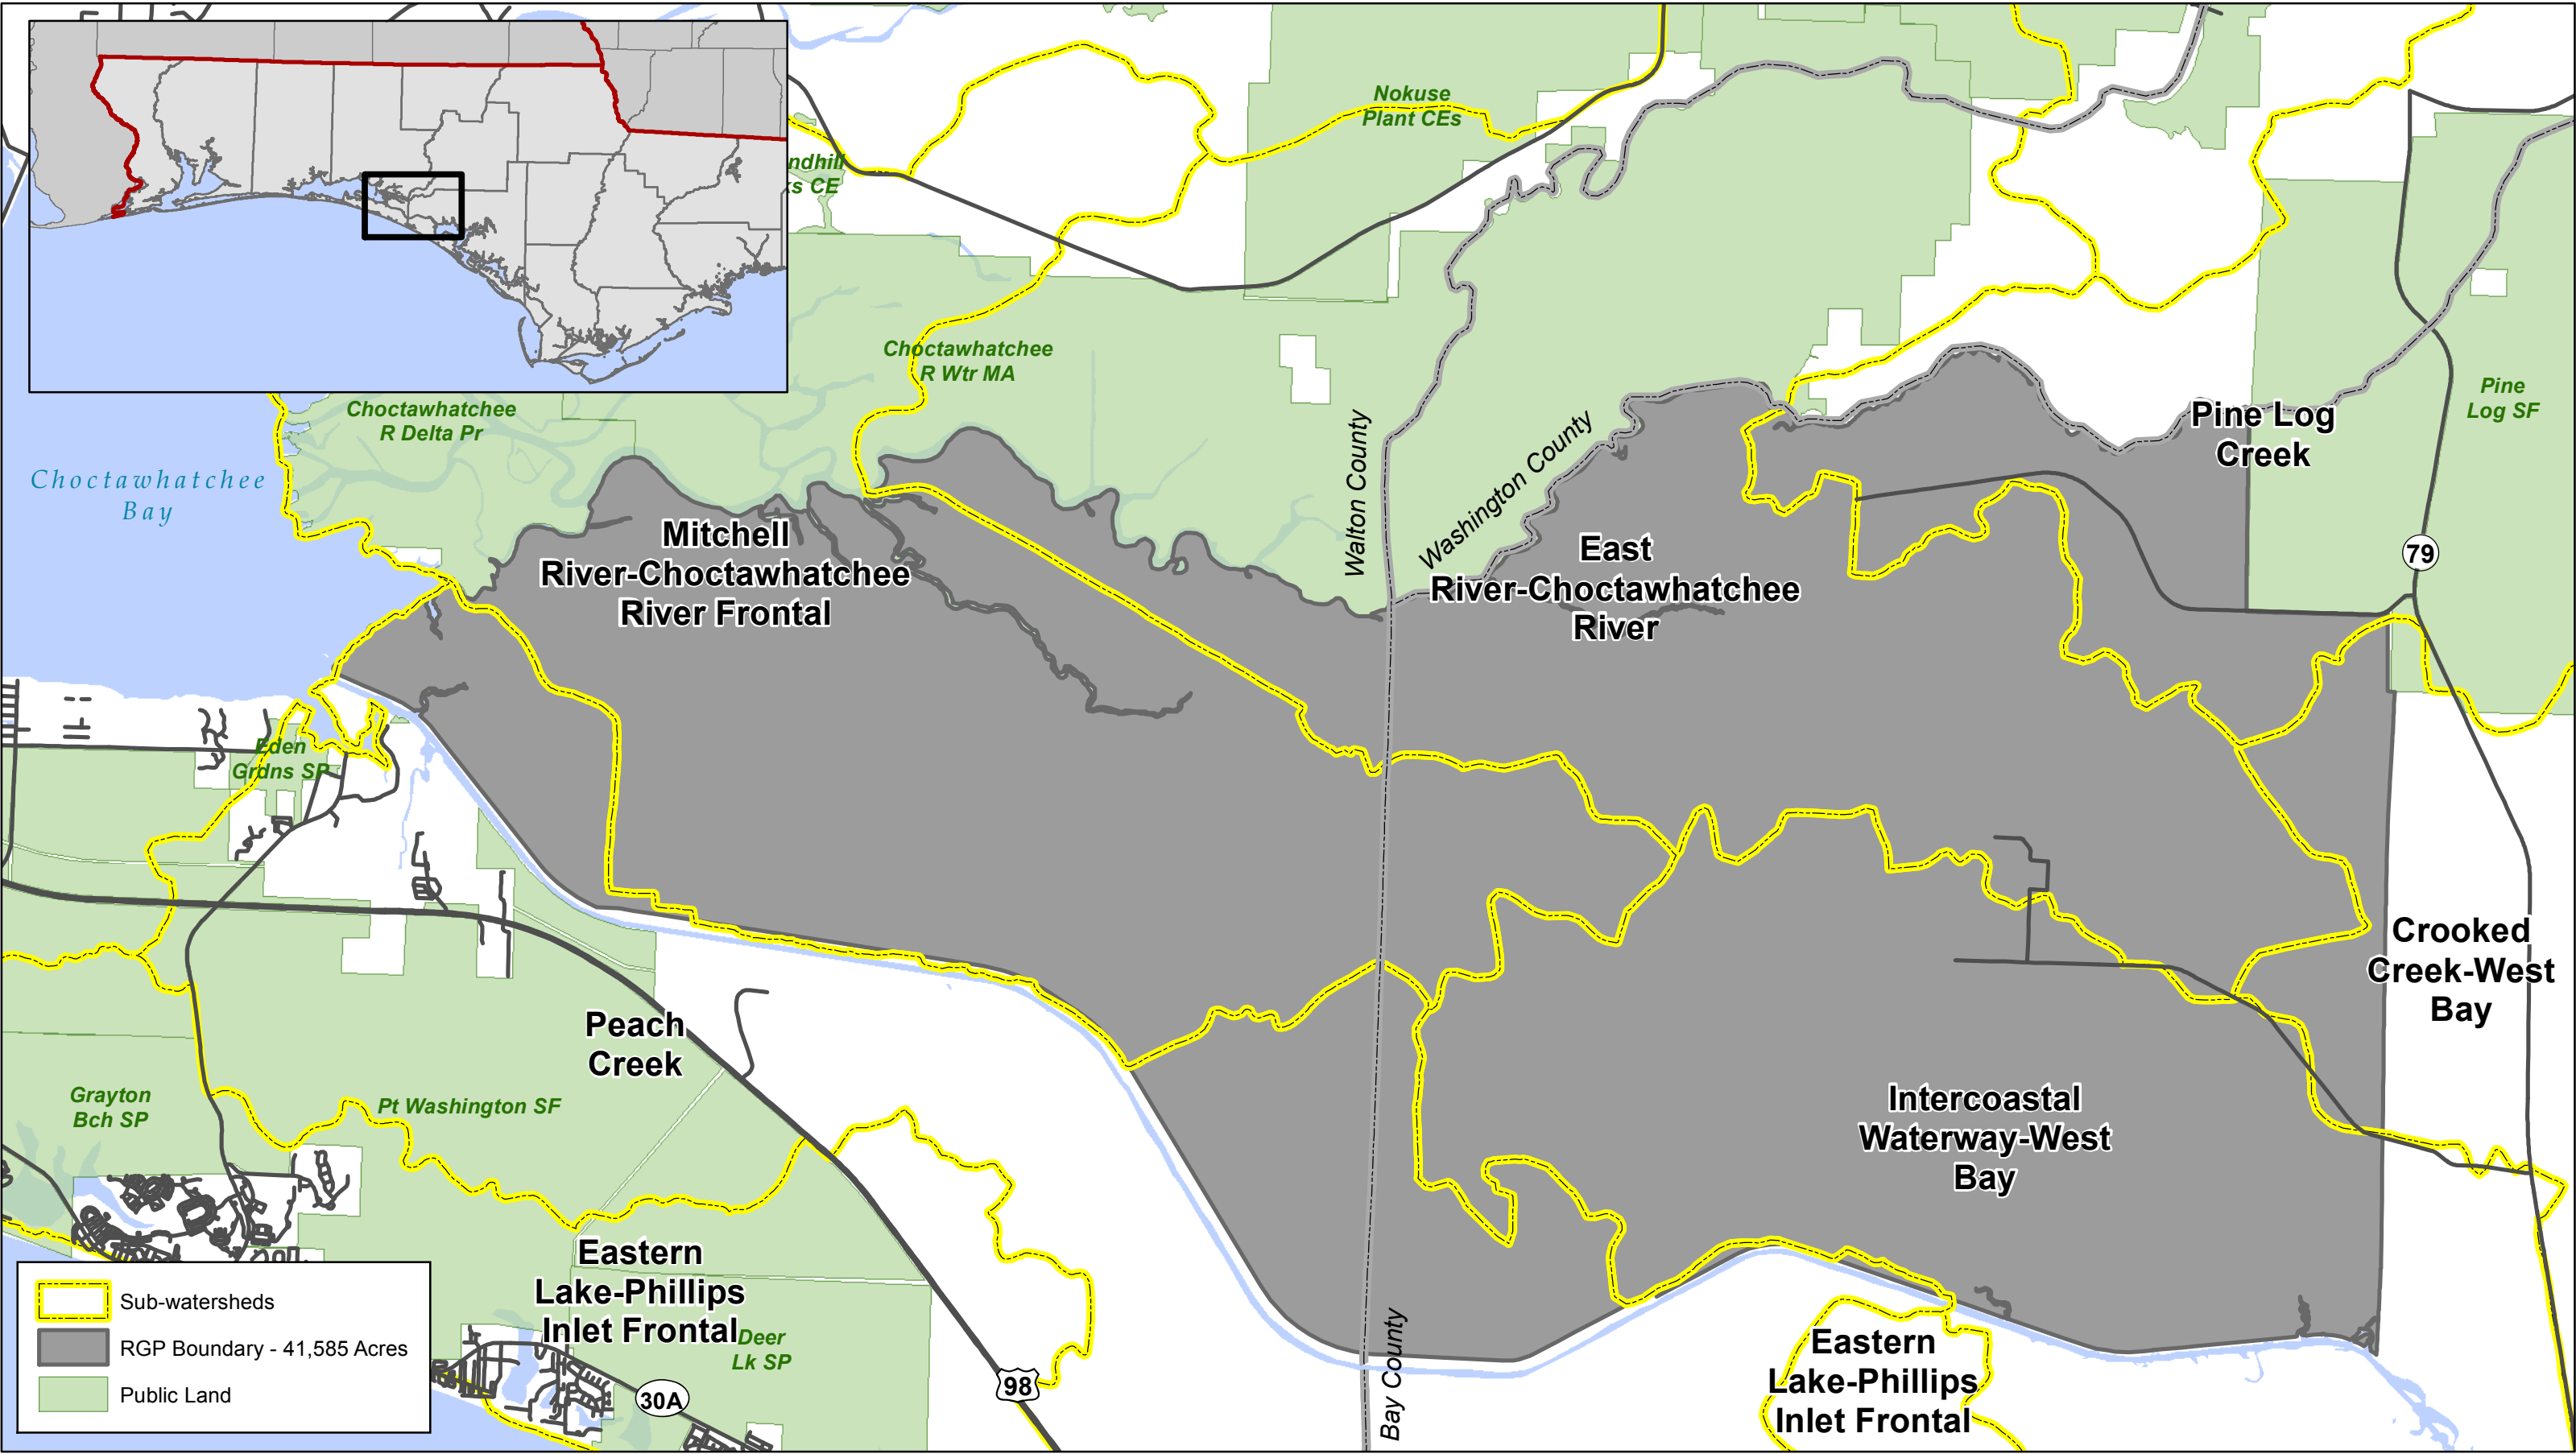 Nokuse
Plant CEs
ndhill
ks CE
Choctawhatchee
R Wtr MA
Choctawhatchee
R Delta Pr
Pine
Log SF
Pine Log
Creek
Choctawhatchee
Bay
Walton County
Washington County
Mitchell
River-Choctawhatchee
River Frontal
East
River-Choctawhatchee
River
79
Eden
Grdns SP
Crooked
Creek-West
Bay
Peach
Creek
Grayton
Bch SP
Pt Washington SF
Intercoastal
Waterway-West
Bay
Eastern
Lake-Phillips
Inlet Frontal
Deer
Lk SP
98
30A
Bay County
Eastern
Lake-Phillips
Inlet Frontal
Sub-watersheds
RGP Boundary - 41,585 Acres
Public Land